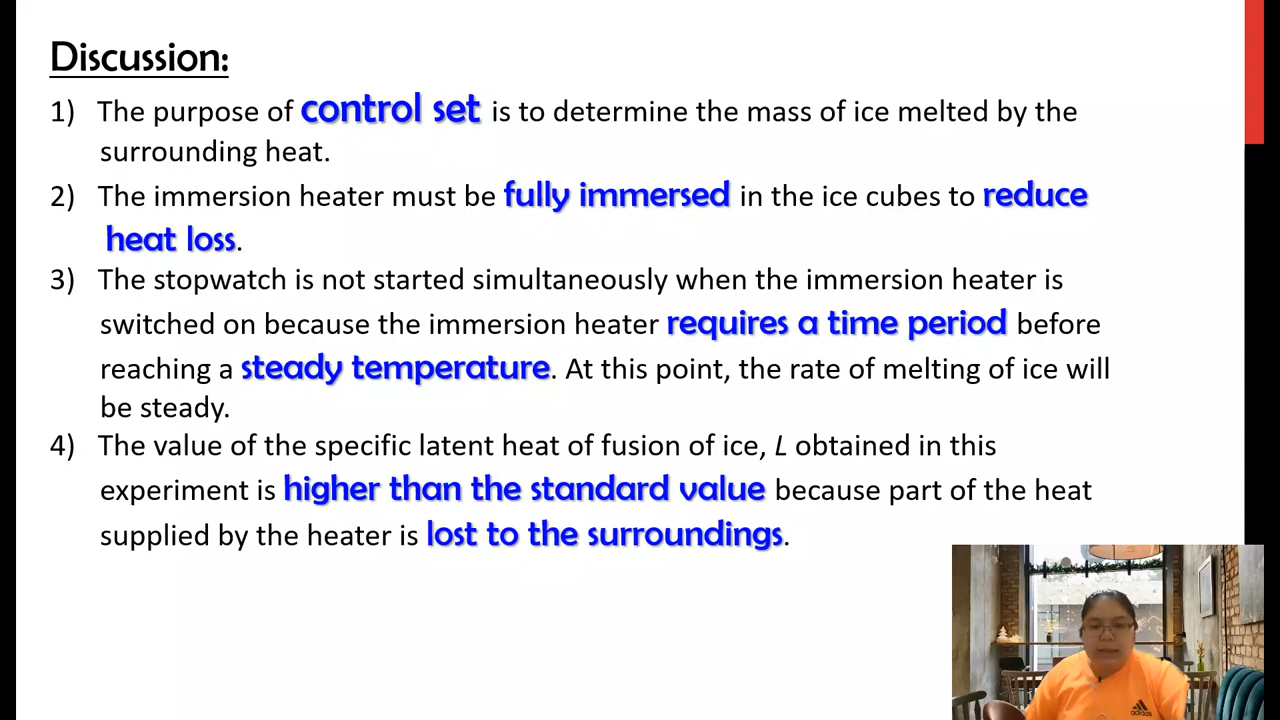 Discussion:
1) The purpose of control set is to determine the mass of ice melted by the
surrounding heat.
2) The immersion heater must be fully immersed in the ice cubes to reduce
heat loss.
3) The stopwatch is not started simultaneously when the immersion heater is
switched on because the immersion heater requires a time period before
reaching a steady temperature. At this point, the rate of melting of ice will
be steady.
4) The value of the specific latent heat of fusion of ice, L obtained in this
experiment is higher than the standard value because part of the heat
supplied by the heater is lost to the surroundings.
adidas